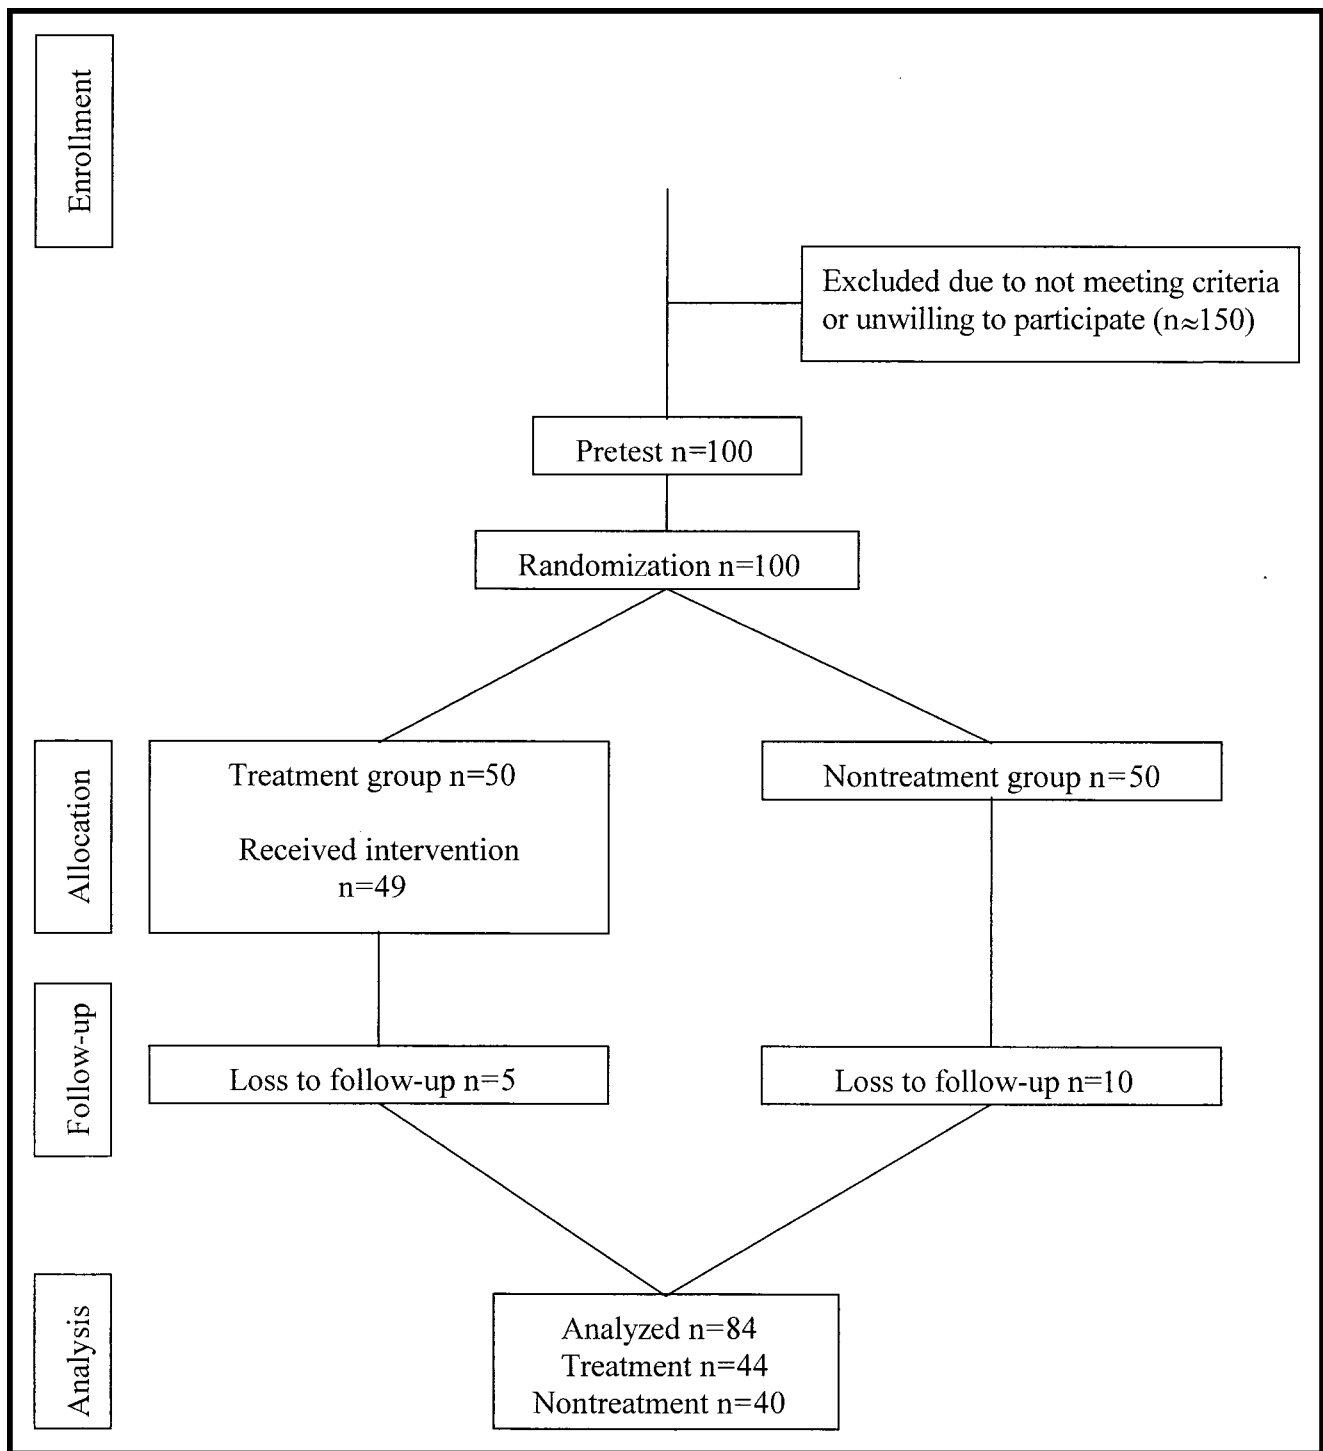 Enrollment
Excluded due to not meeting criteria
or unwilling to participate (n≈150)
Pretest n=100
Randomization n=100
Allocation
Treatment group n=50
Received intervention
n=49
Nontreatment group n=50
Follow-up
Loss to follow-up n=5
Loss to follow-up n=10
Analysis
Analyzed n=84
Treatment n=44
Nontreatment n=40